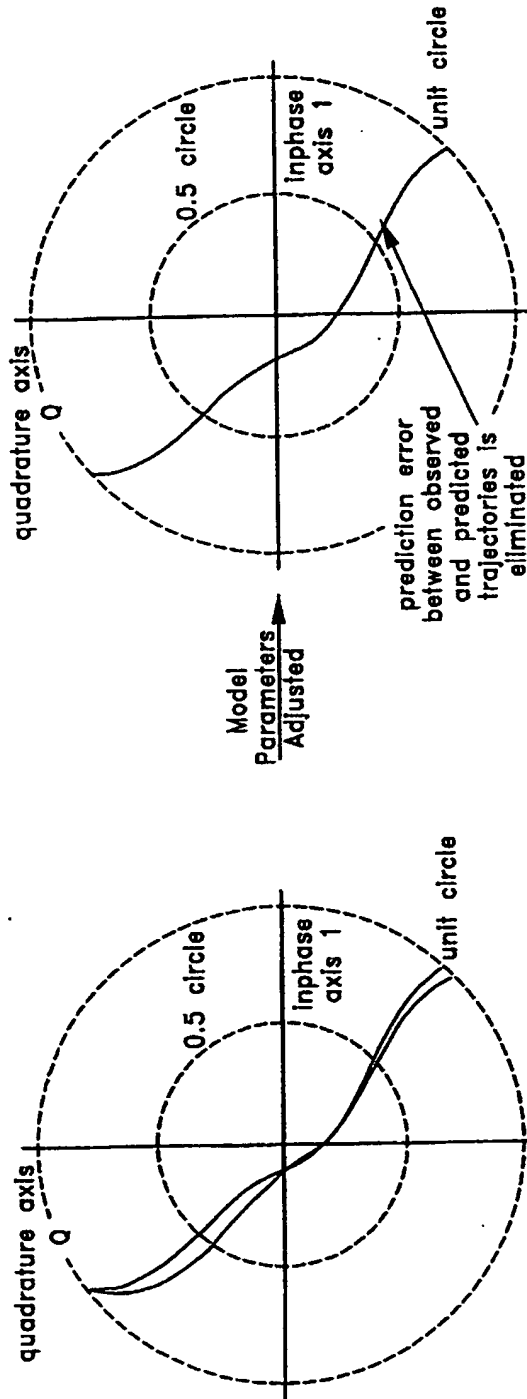 quadrature axis
Q
0.5 circle
inphase
axis 1
unit circle
Model
Parameters
Adjusted
quadrature axis
Q
0.5 circle
inphase
axis 1
unit circle
prediction error
between observed
and predicted
trajectories is
eliminated